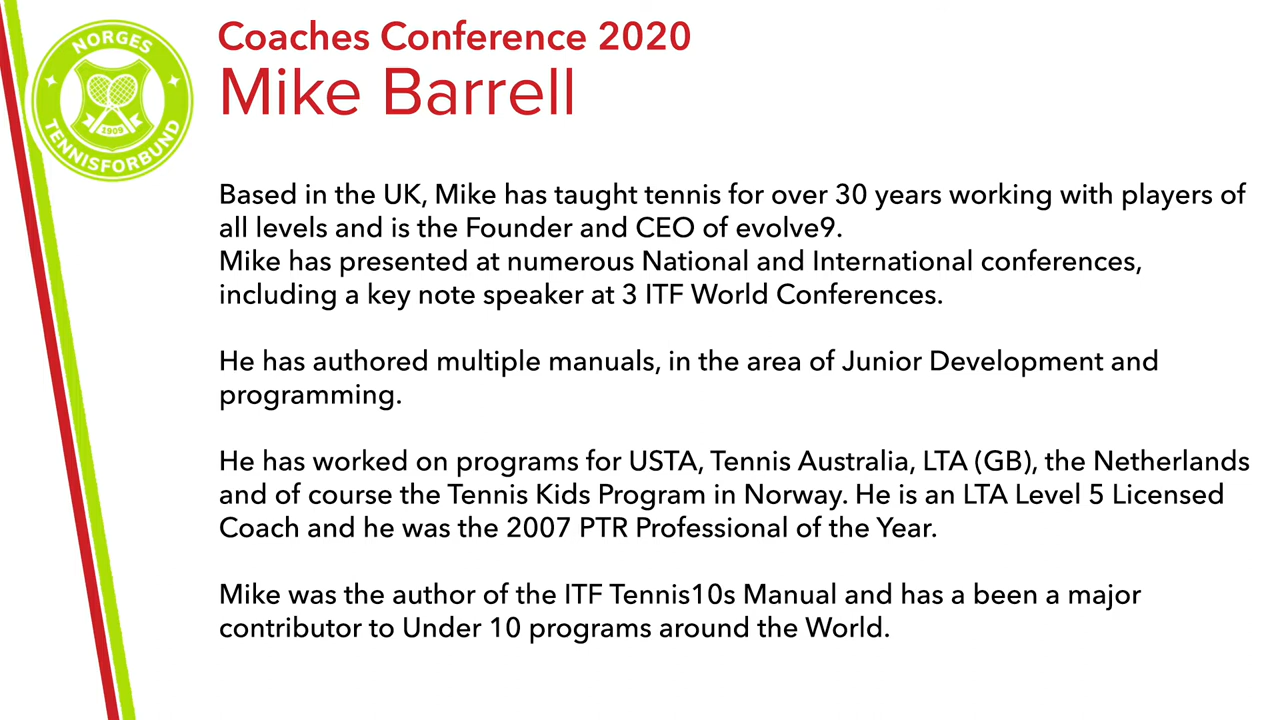 NORGES
TENNISFORBUND
1909
Coaches Conference 2020
Mike Barrell
Based in the UK, Mike has taught tennis for over 30 years working with players of
all levels and is the Founder and CEO of evolve9.
Mike has presented at numerous National and International conferences,
including a key note speaker at 3 ITF World Conferences.
He has authored multiple manuals, in the area of Junior Development and
programming.
He has worked on programs for USTA, Tennis Australia, LTA (GB), the Netherlands
and of course the Tennis Kids Program in Norway. He is an LTA Level 5 Licensed
Coach and he was the 2007 PTR Professional of the Year.
Mike was the author of the ITF Tennis10s Manual and has a been a major
contributor to Under 10 programs around the World.